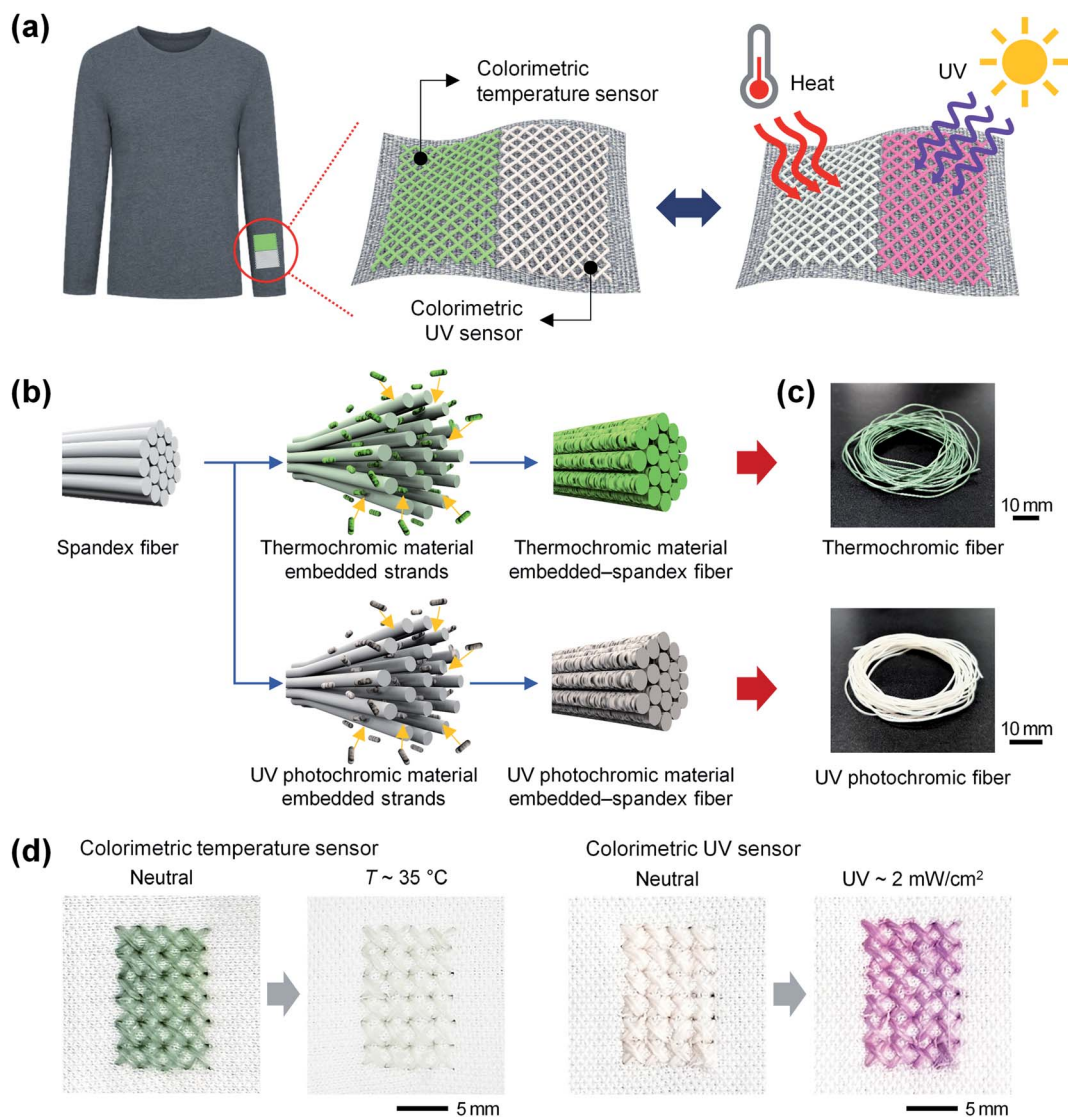 (a)
Colorimetric
temperature sensor
Heat
UV
Colorimetric
UV sensor
(b)
Spandex fiber
Thermochromic material
embedded strands
Thermochromic material
embedded–spandex fiber
UV photochromic material
embedded strands
UV photochromic material
embedded–spandex fiber
(c)
10 mm
Thermochromic fiber
10 mm
UV photochromic fiber
(d)
Colorimetric temperature sensor
Neutral
T ~ 35 °C
5 mm
Colorimetric UV sensor
Neutral
UV ~ 2 mW/cm²
5 mm